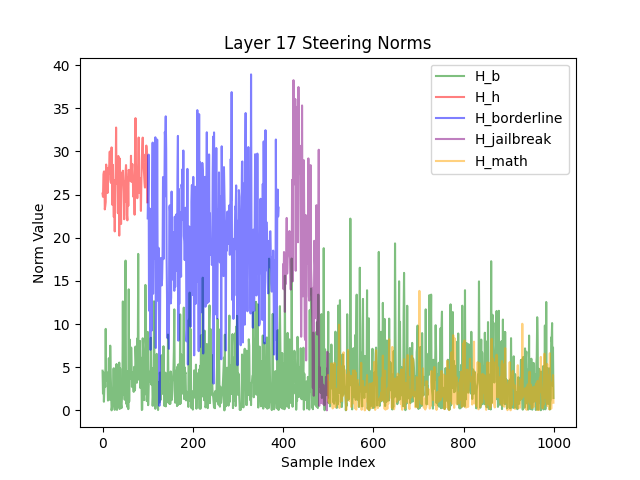 Layer 17 Steering Norms
Norm Value
40
35
30
25
20
15
10
5
0
H_b
H_h
H_borderline
H_jailbreak
H_math
0
200
400
600
800
1000
Sample Index